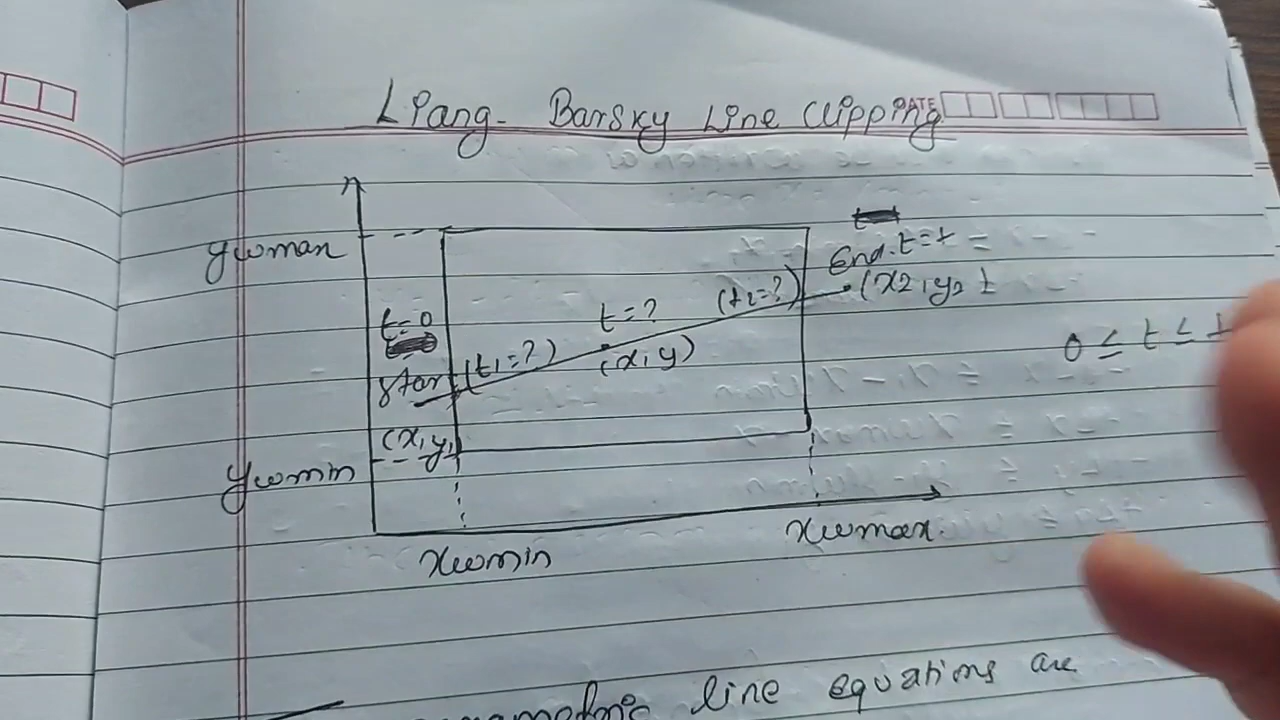 Liang-Barsky Line Clipping
DATE
ywmax
End. t=1
(x2, y2
t=0
t=?
(t2=?)
Start
(t1=?)
(x, y)
0 ≤ t ≤ 1
(x1 y1
ywmin
xwmin
xwmax.
line equations are